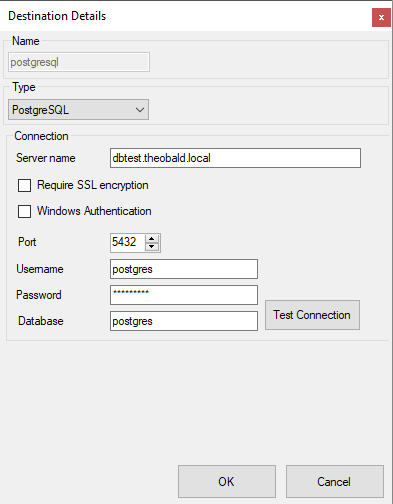 Destination Details
x
Name
postgresql
Type
PostgreSQL
Connection
Server name dbtest.theobald.local
Require SSL encryption
Windows Authentication
Port 5432
Username postgres
Password *********
Database postgres
Test Connection
OK Cancel